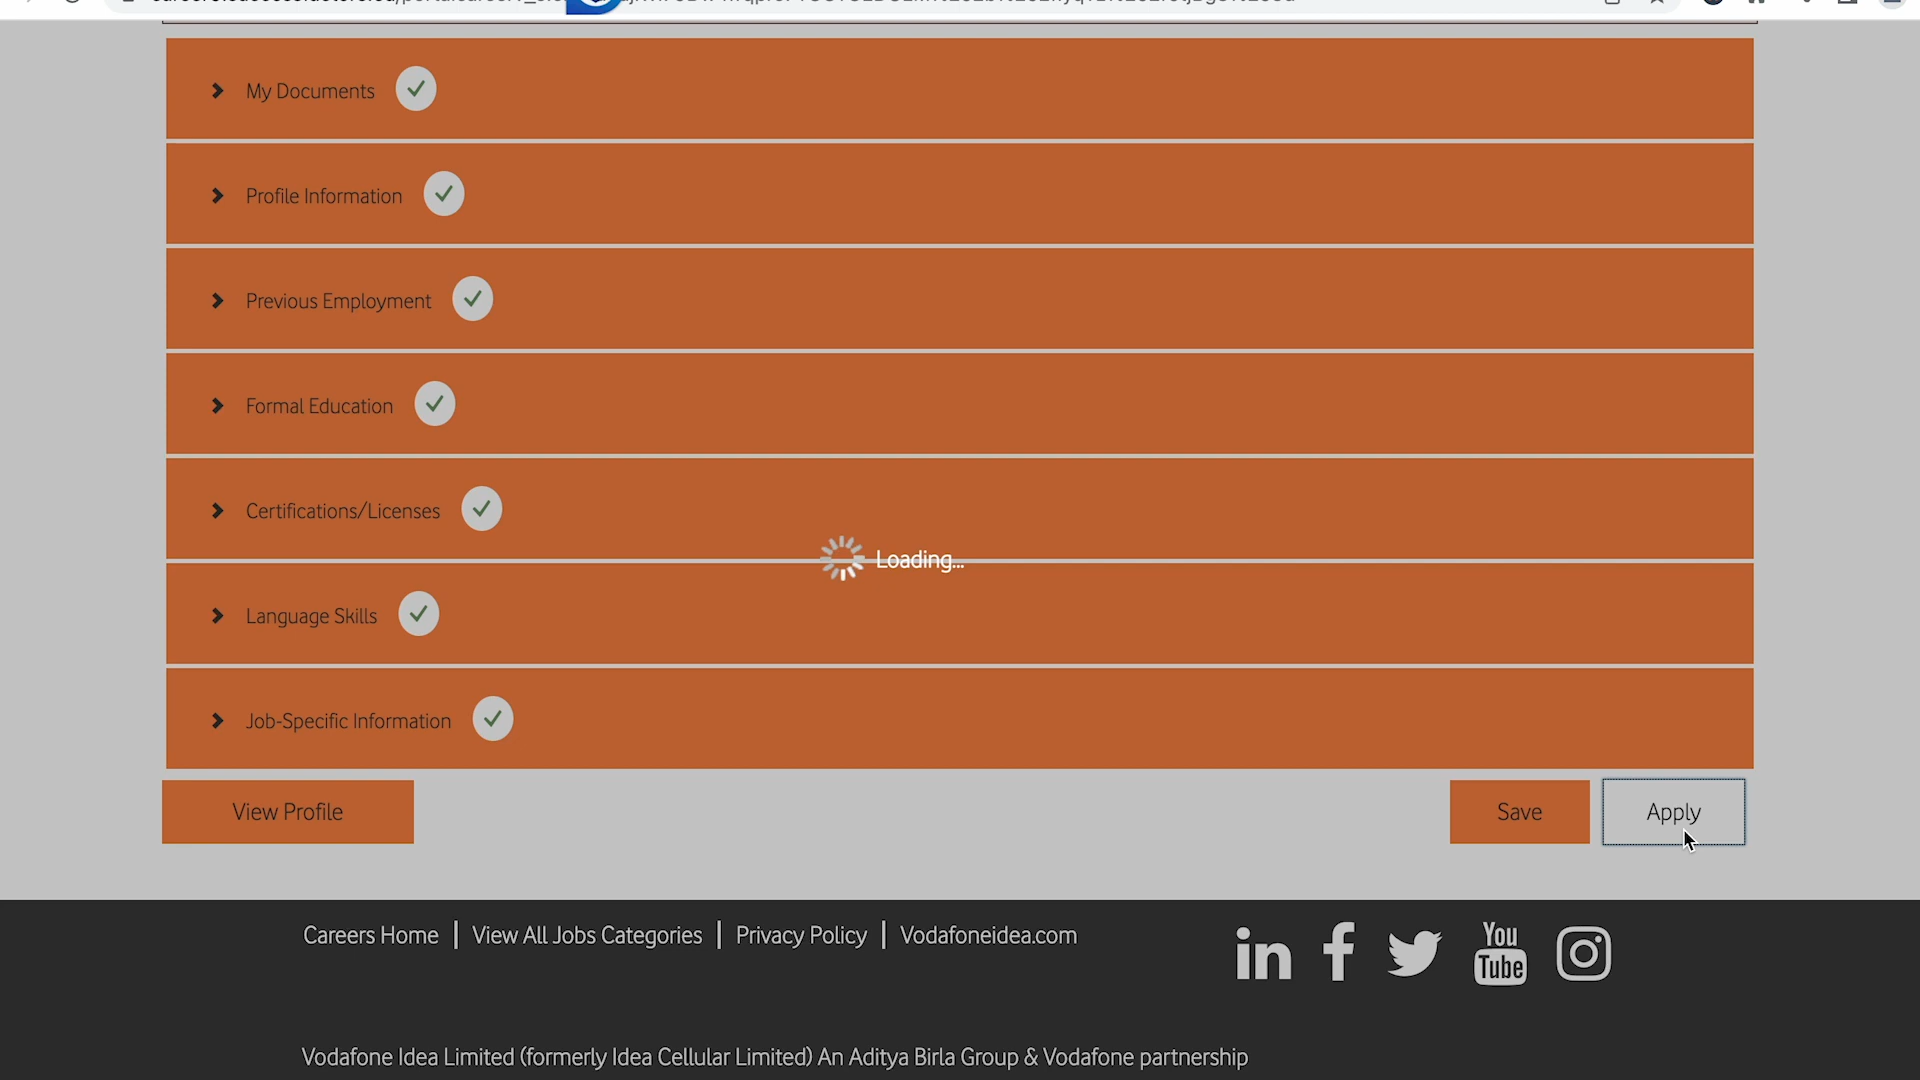 My Documents
Profile Information
Previous Employment
Formal Education
Certifications/Licenses
Loading...
Language Skills
Job-Specific Information
View Profile
Save
Apply
Careers Home | View All Jobs Categories | Privacy Policy | Vodafoneidea.com
in
f
You
Tube
Vodafone Idea Limited (formerly Idea Cellular Limited) An Aditya Birla Group & Vodafone partnership